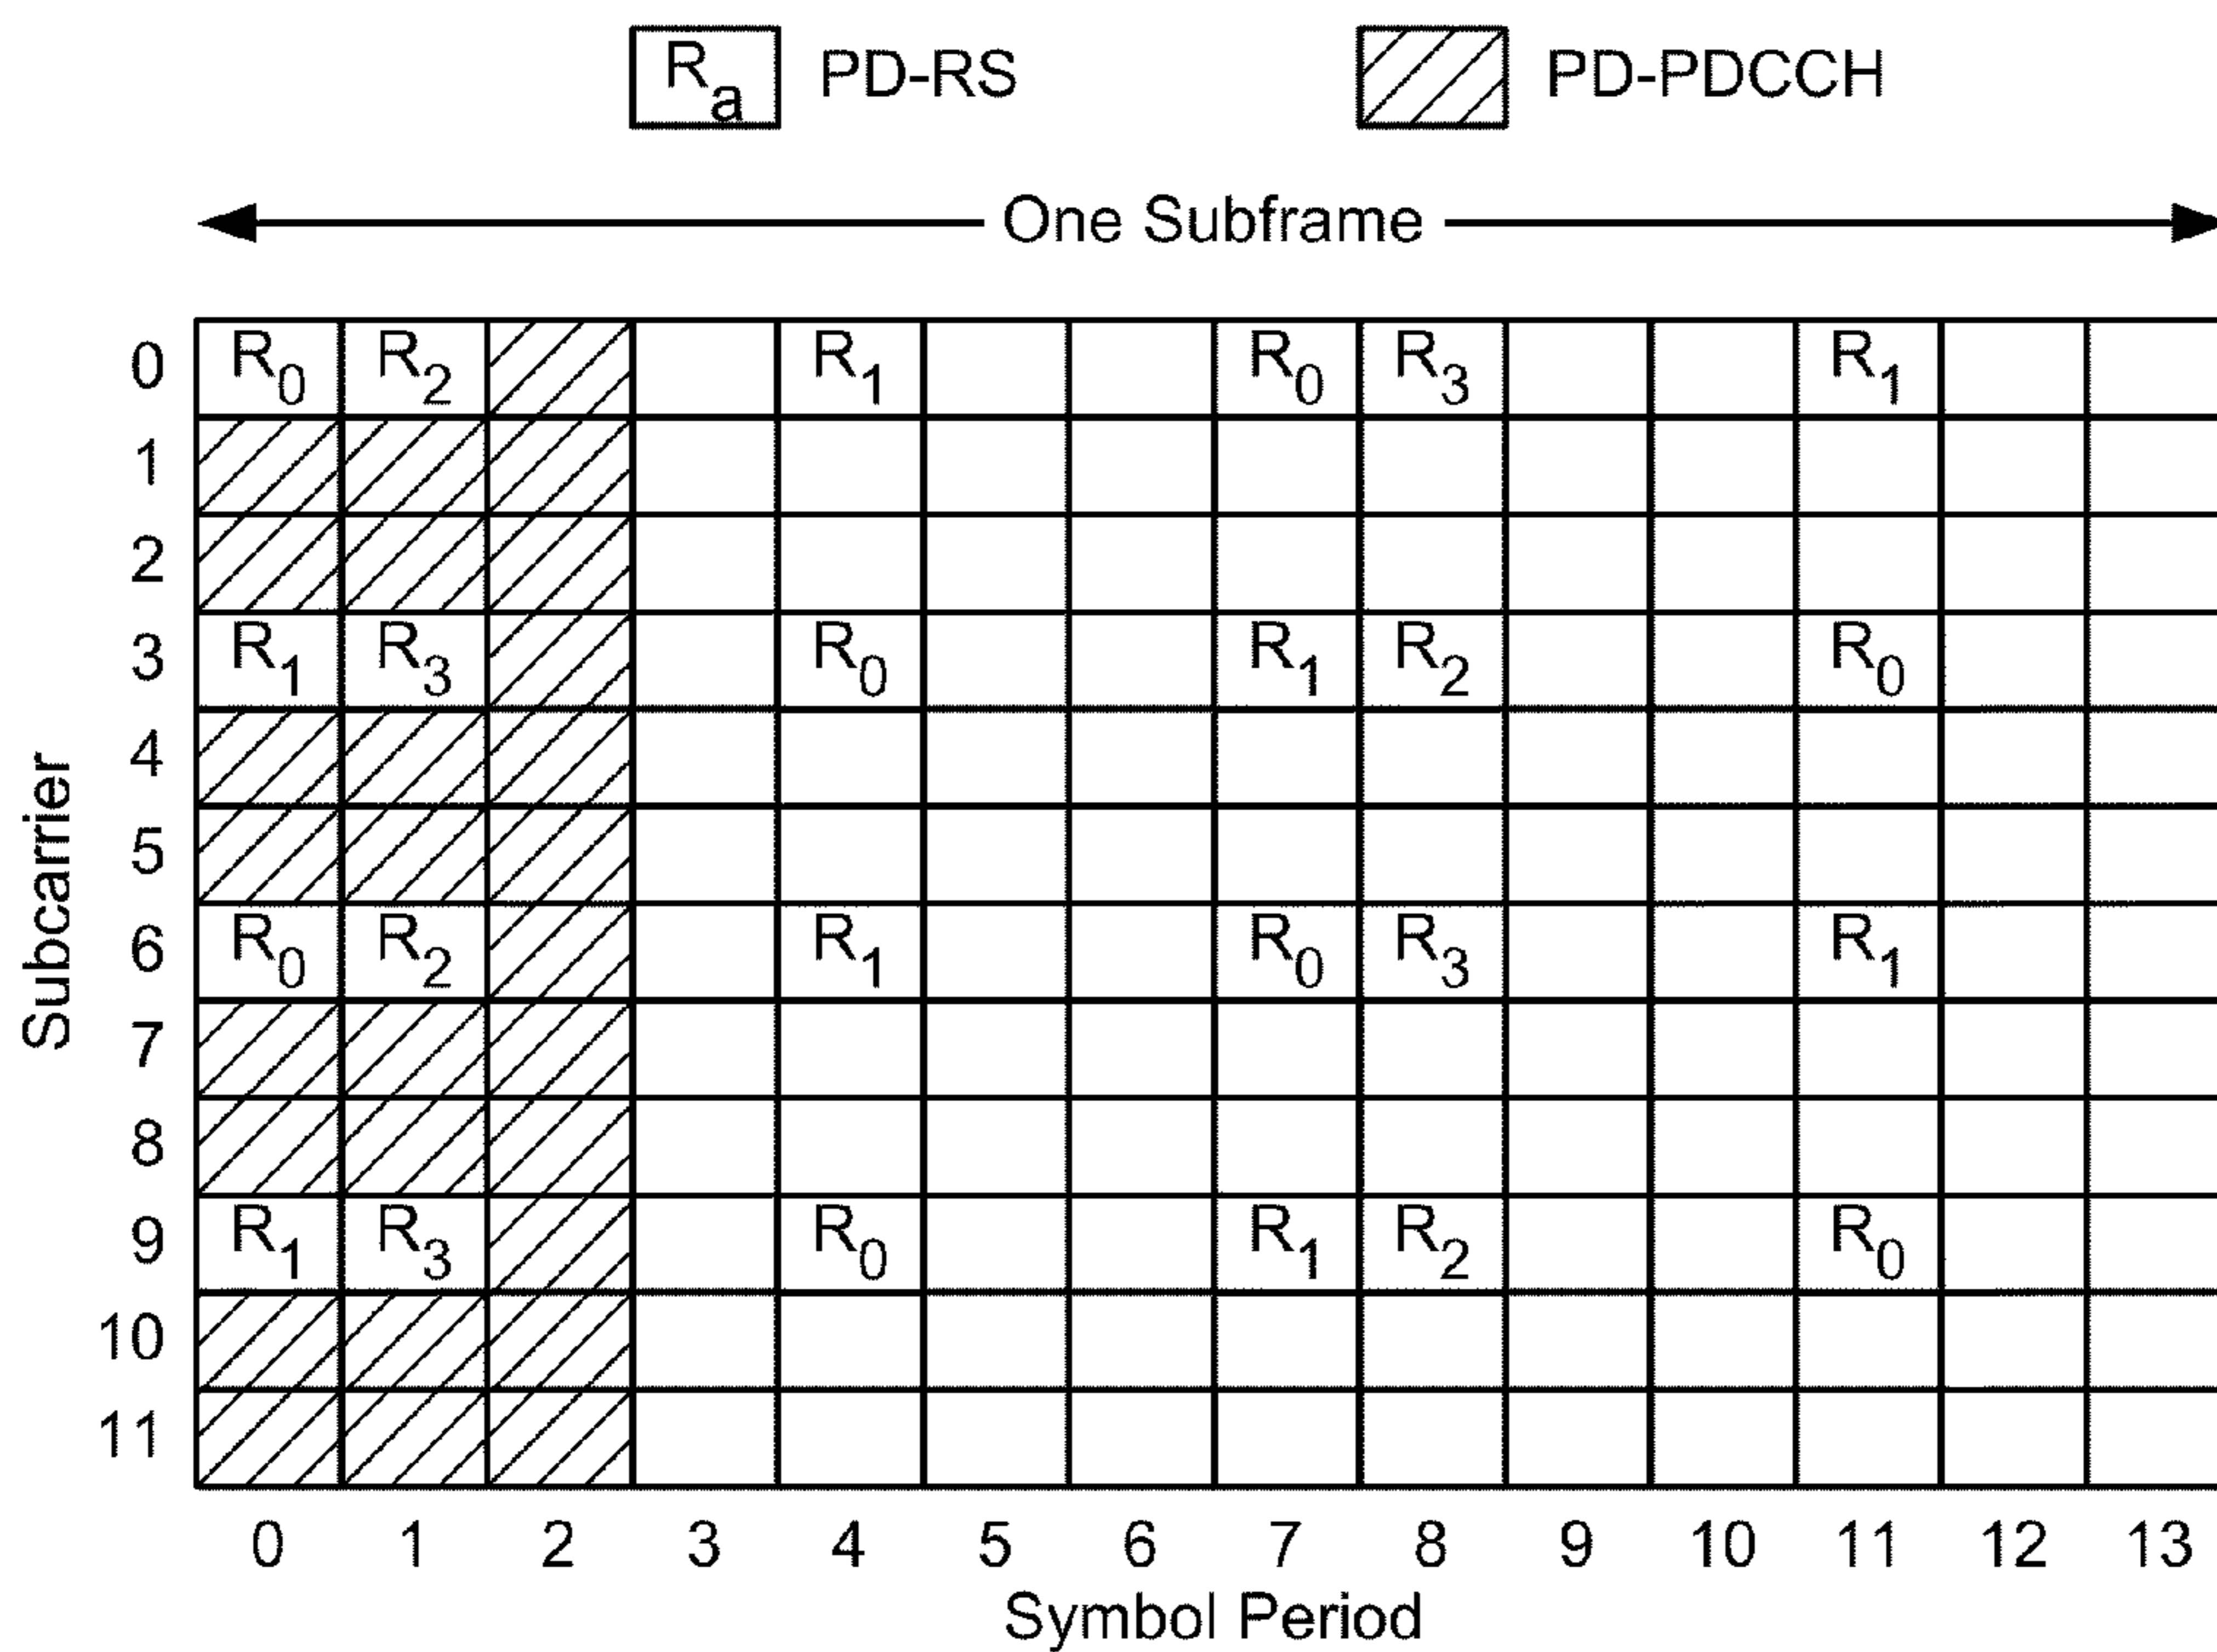 Ra PD-RS PD-PDCCH
One Subframe
0 R0 R2 R1 R0 R3 R1
1
2
3 R1 R3 R0 R1 R2 R0
4
5
6 R0 R2 R1 R0 R3 R1
7
8
9 R1 R3 R0 R1 R2 R0
10
11
Subcarrier
0 1 2 3 4 5 6 7 8 9 10 11 12 13
Symbol Period